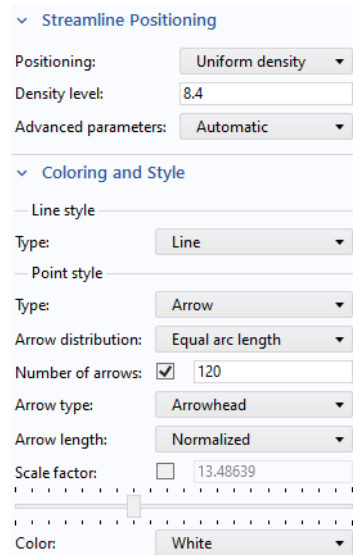 Streamline Positioning
Positioning: Uniform density
Density level: 8.4
Advanced parameters: Automatic
Coloring and Style
Line style
Type: Line
Point style
Type: Arrow
Arrow distribution: Equal arc length
Number of arrows: 120
Arrow type: Arrowhead
Arrow length: Normalized
Scale factor: 13.48639
Color: White